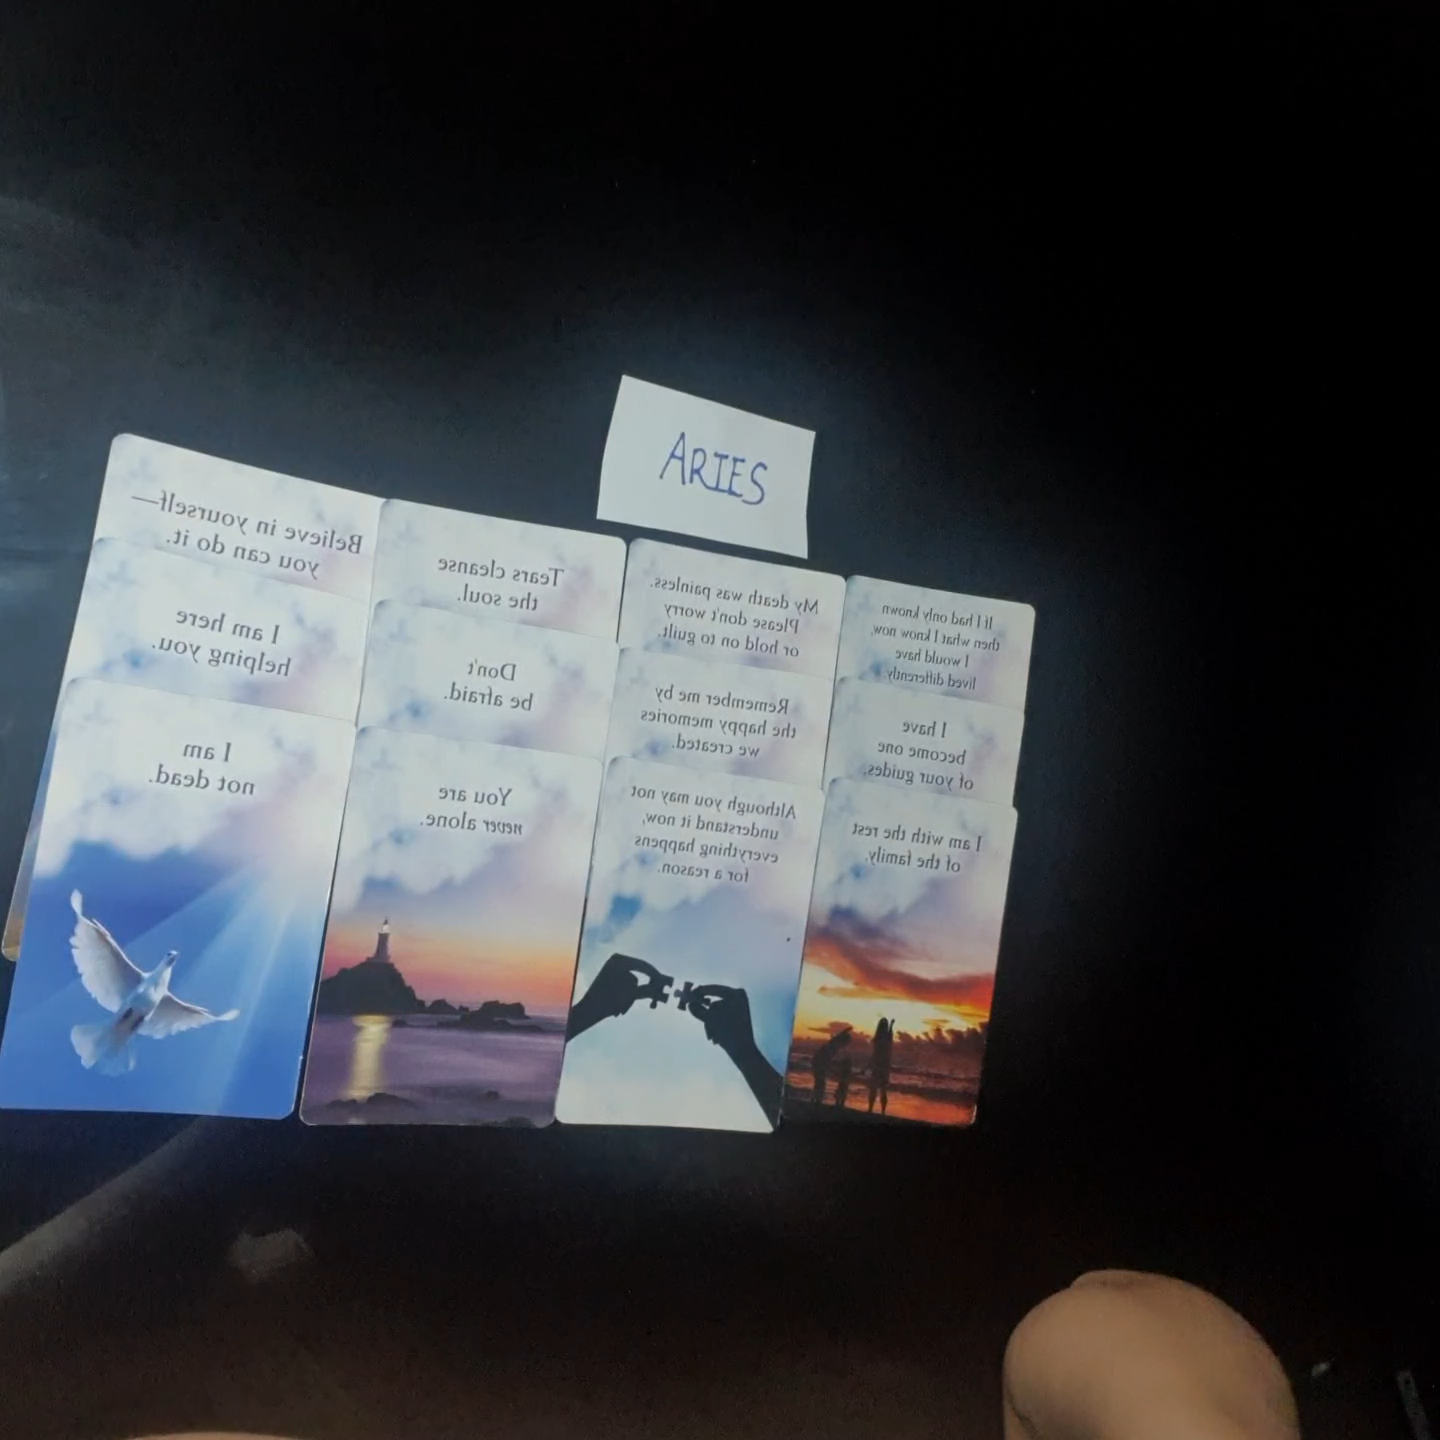 ARIES
Believe in yourself—
you can do it.
I am here
helping you.
I am
not dead.
Tears cleanse
the soul.
Don't
be afraid.
You are
never alone.
My death was painless.
Please don't worry
or hold on to guilt.
Remember me by
the happy memories
we created.
Although you may not
understand it now,
everything happens
for a reason.
If I had only known
then what I know now,
I would have
lived differently.
I have
become one
of your guides.
I am with the rest
of the family.